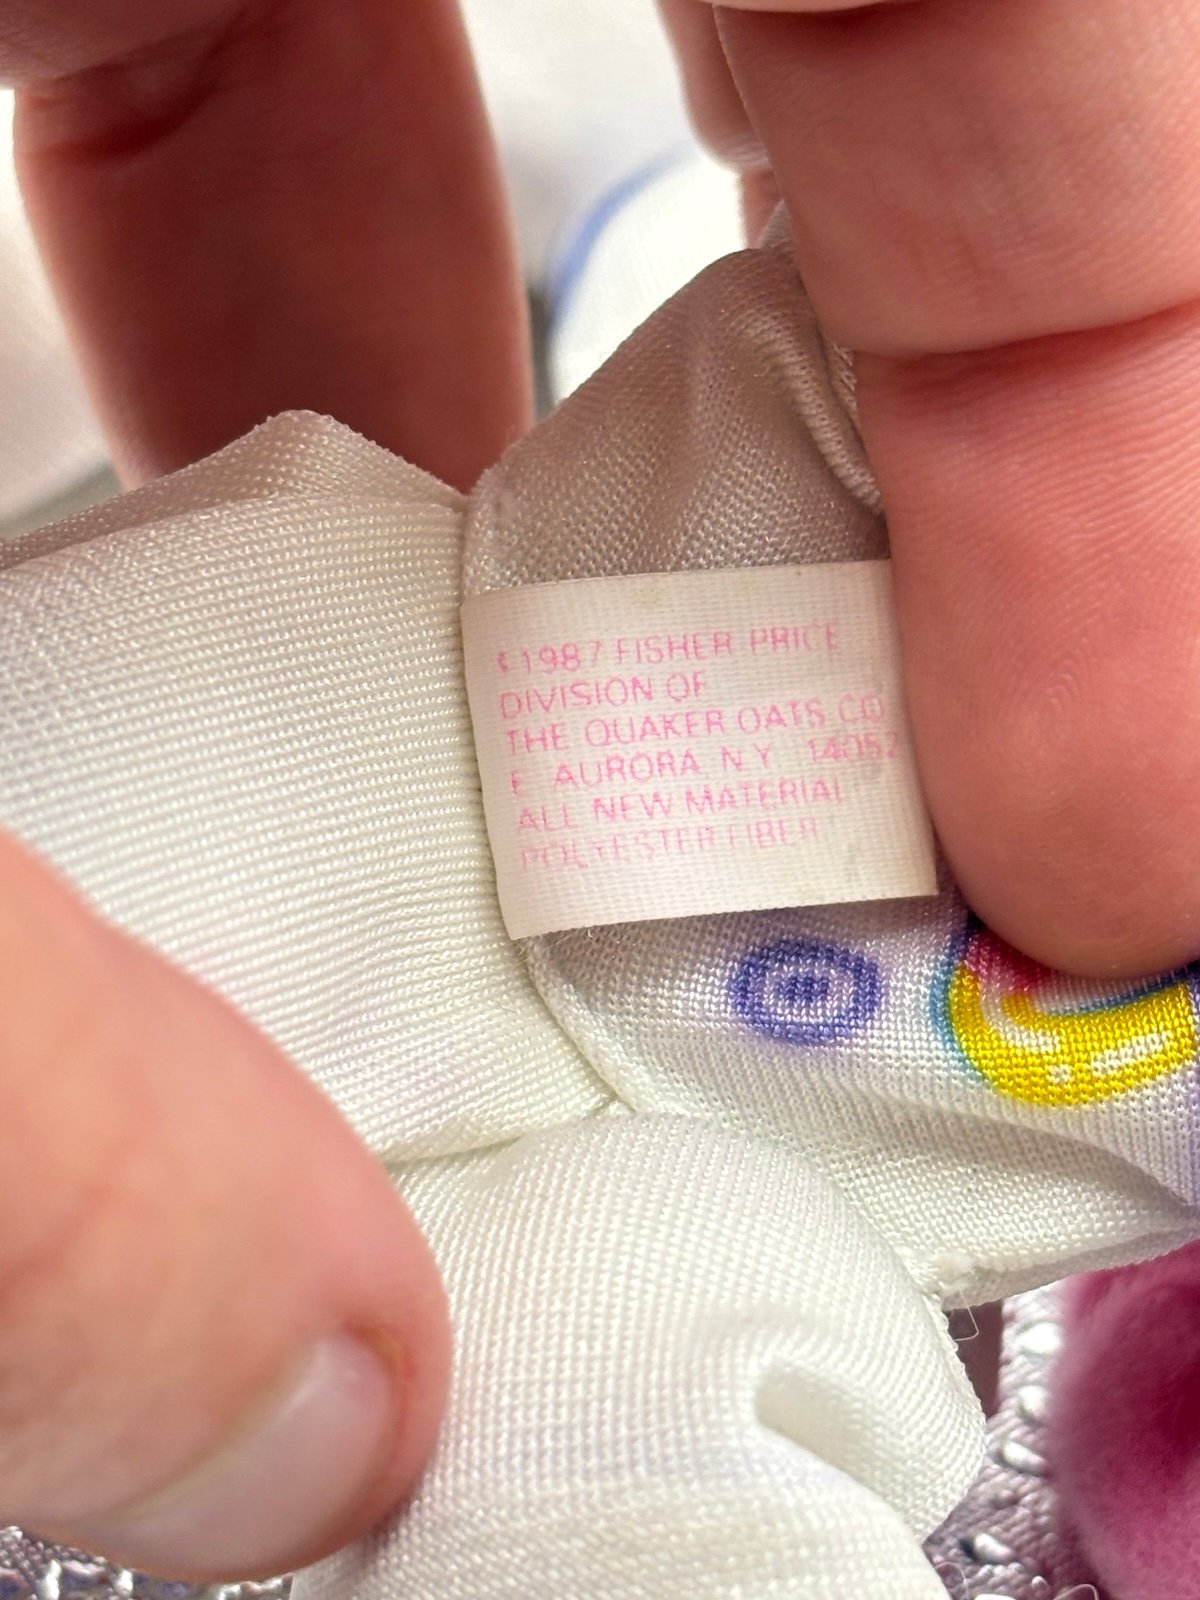 © 1987 FISHER PRICE
DIVISION OF
THE QUAKER OATS CO
E AURORA N Y 14052
ALL NEW MATERIAL
POLYESTER FIBER